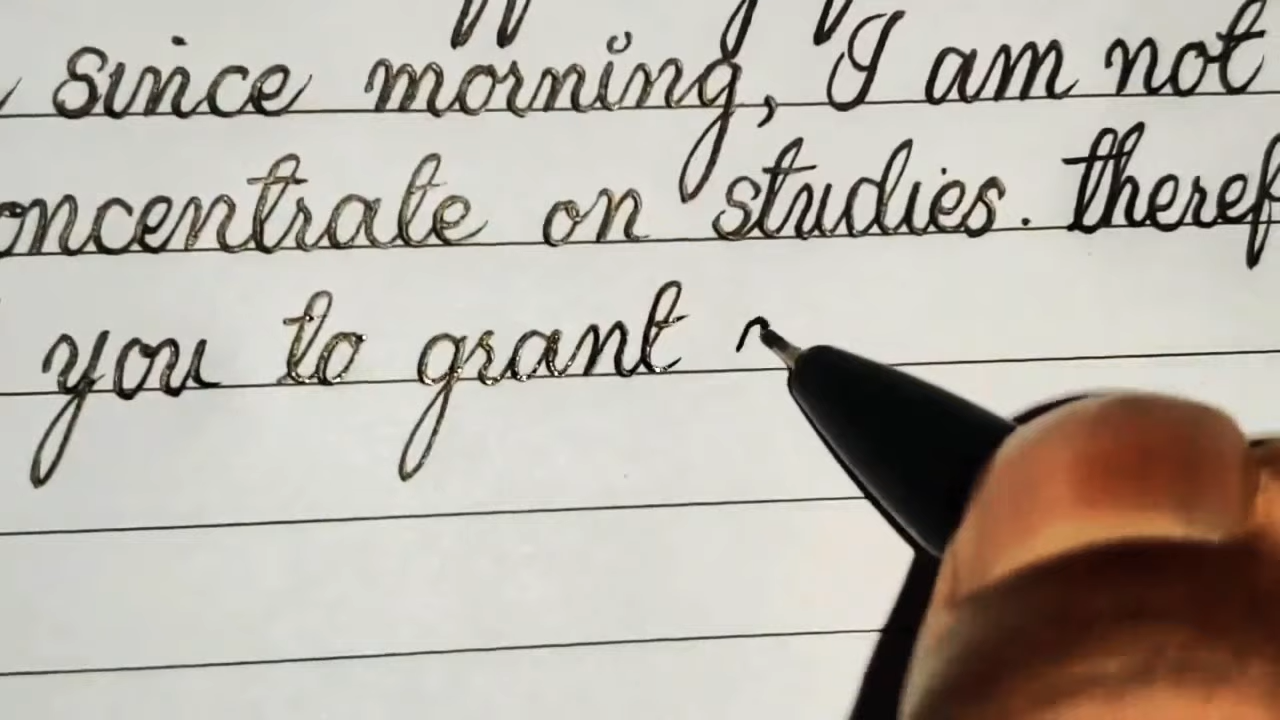 since morning, I am not
oncentrate on studies. theref
you to grant